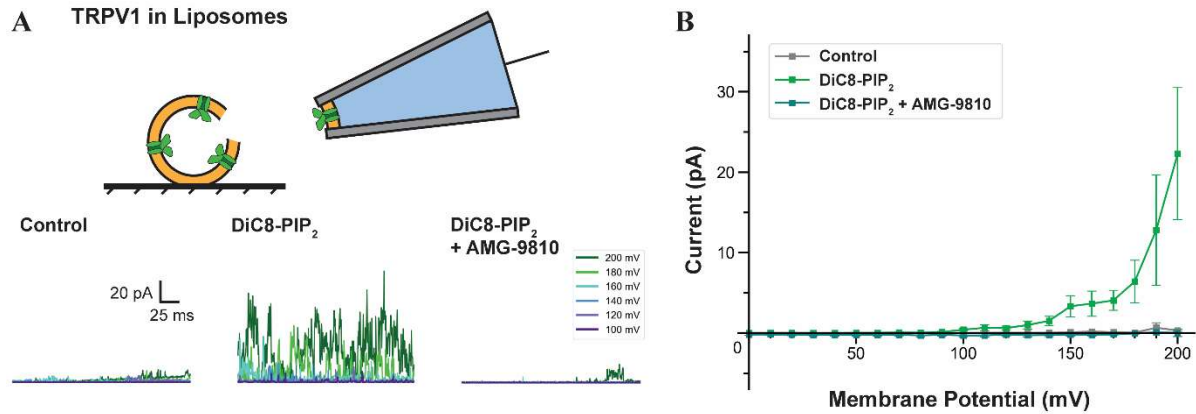 A
TRPV1 in Liposomes
Control
DiC8-PIP₂
DiC8-PIP₂
+ AMG-9810
20 pA
25 ms
200 mV
180 mV
160 mV
140 mV
120 mV
100 mV
B
Control
DiC8-PIP₂
DiC8-PIP₂ + AMG-9810
Current (pA)
30
20
10
0
50
100
150
200
Membrane Potential (mV)